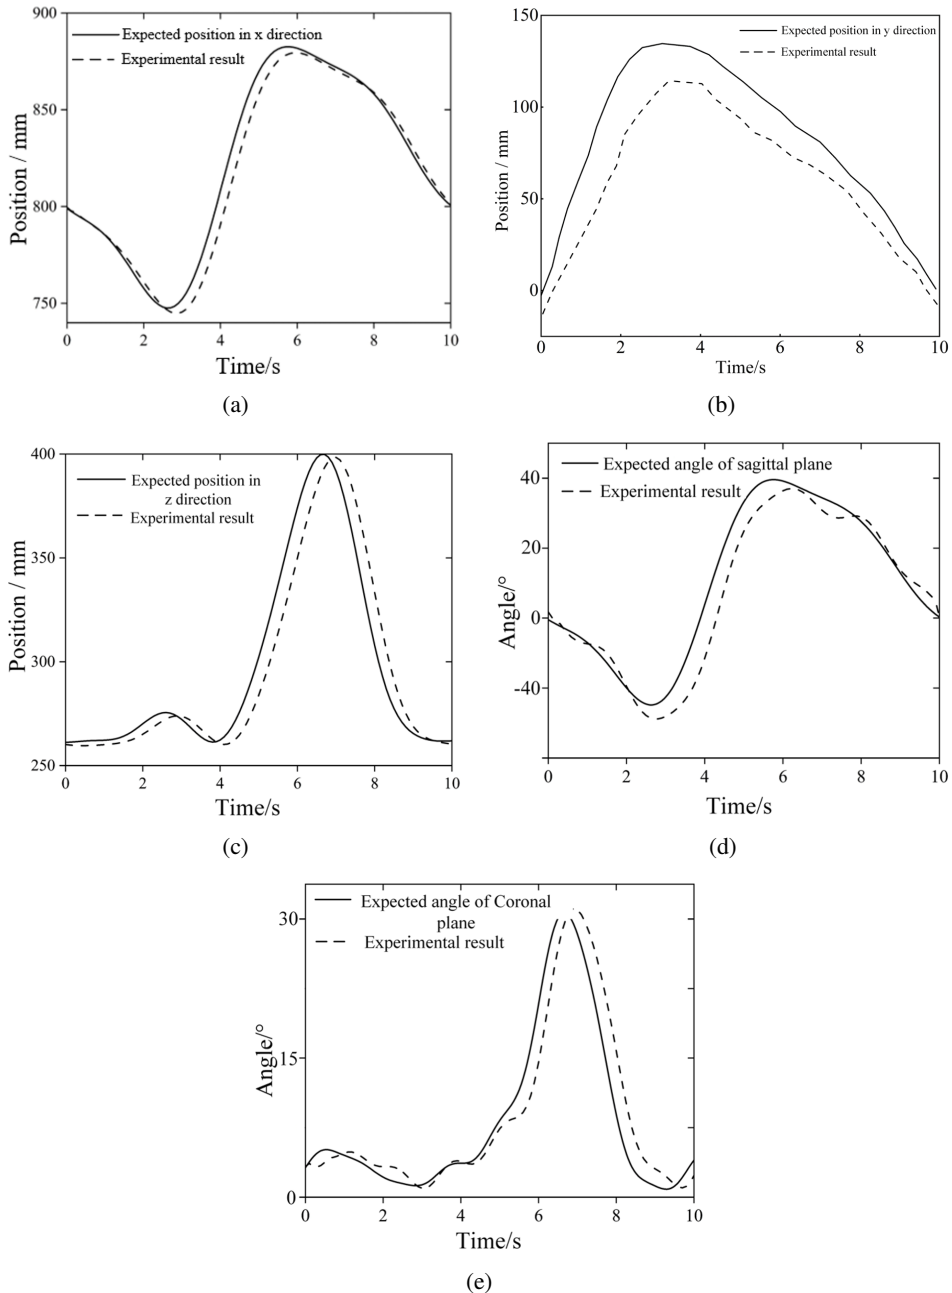 900
Expected position in x direction
Experimental result
850
800
750
Position / mm
0 2 4 6 8 10
Time/s
(a)
150
Expected position in y direction
Experimental result
100
50
0
Position / mm
0 2 4 6 8 10
Time/s
(b)
400
Expected position in
z direction
Experimental result
350
300
250
Position / mm
0 2 4 6 8 10
Time/s
(c)
Expected angle of sagittal plane
Experimental result
40
20
0
-40
Angle/°
0 2 4 6 8 10
Time/s
(d)
Expected angle of Coronal
plane
Experimental result
30
15
0
Angle/°
0 2 4 6 8 10
Time/s
(e)